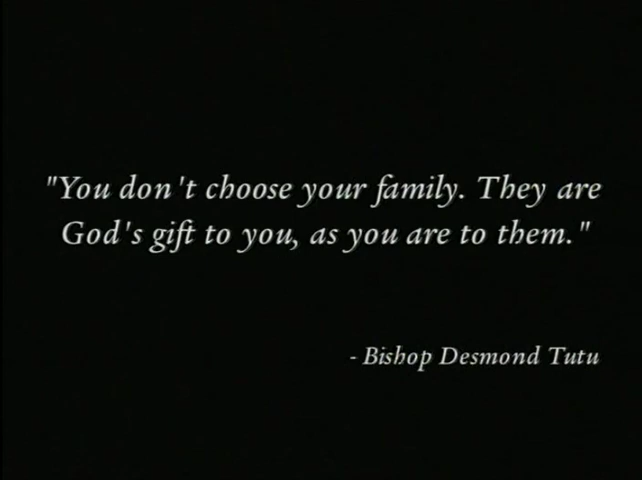 "You don't choose your family. They are
God's gift to you, as you are to them."
- Bishop Desmond Tutu